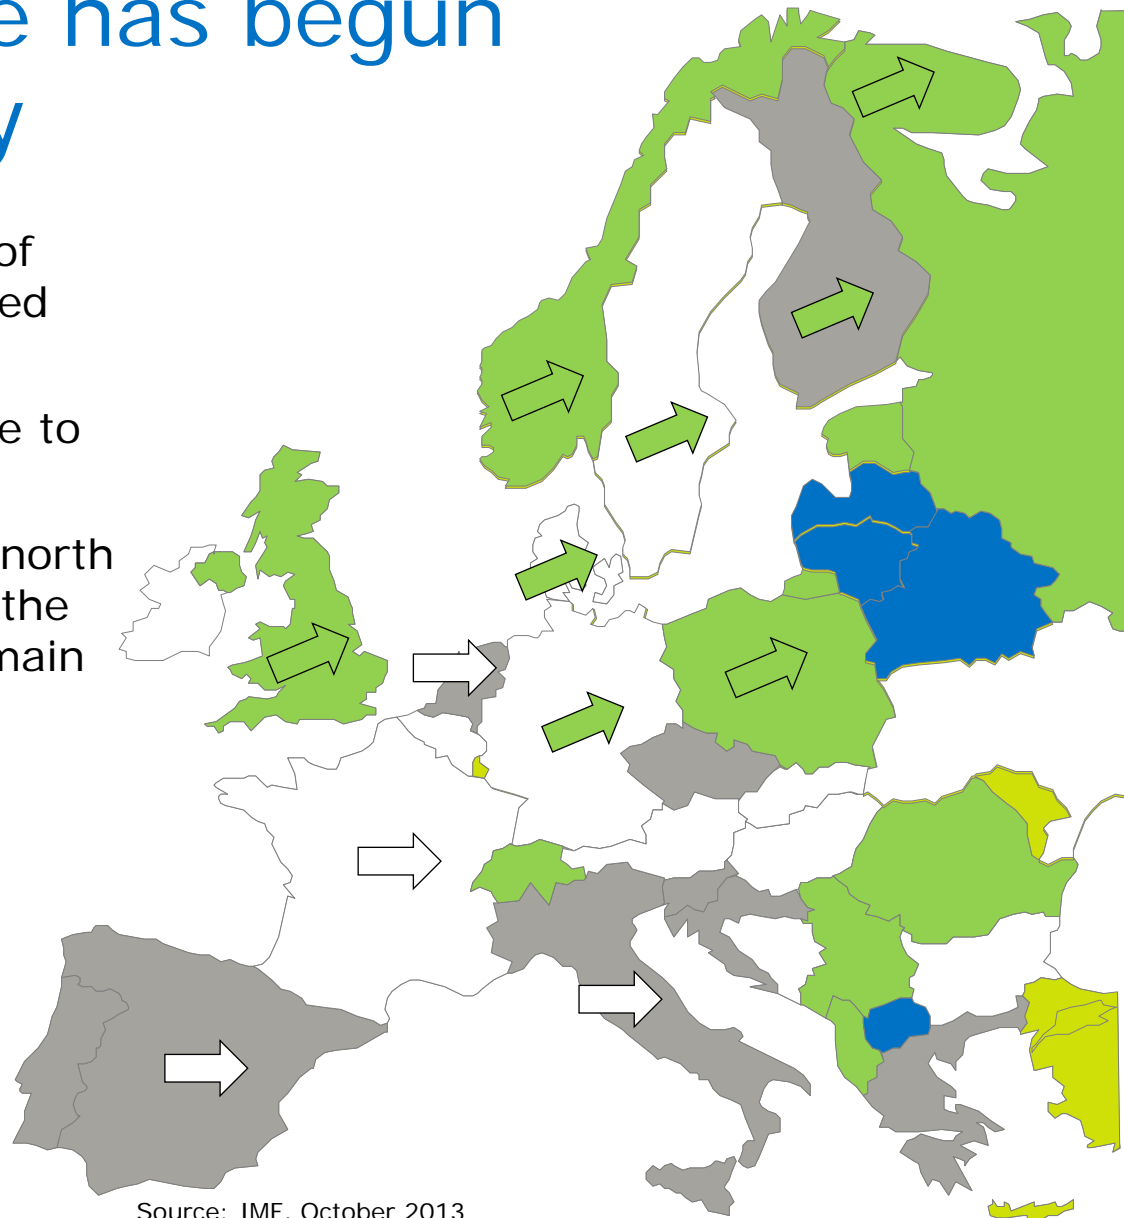 e has begun
y
of
ed
e to
north
the
main
Source: IMF, October 2013